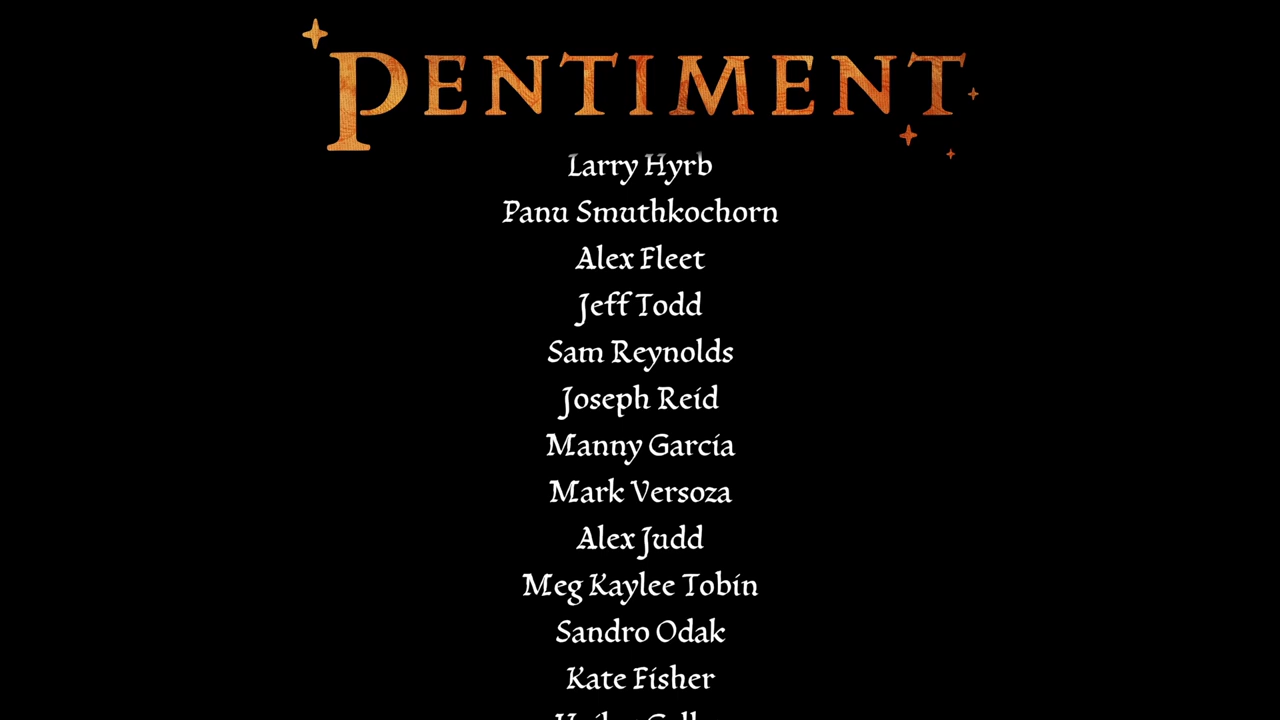 PENTIMENT
Larry Hyrb
Panu Smuthkochorn
Alex Fleet
Jeff Todd
Sam Reynolds
Joseph Reid
Manny Garcia
Mark Versoza
Alex Judd
Meg Kaylee Tobin
Sandro Odak
Kate Fisher